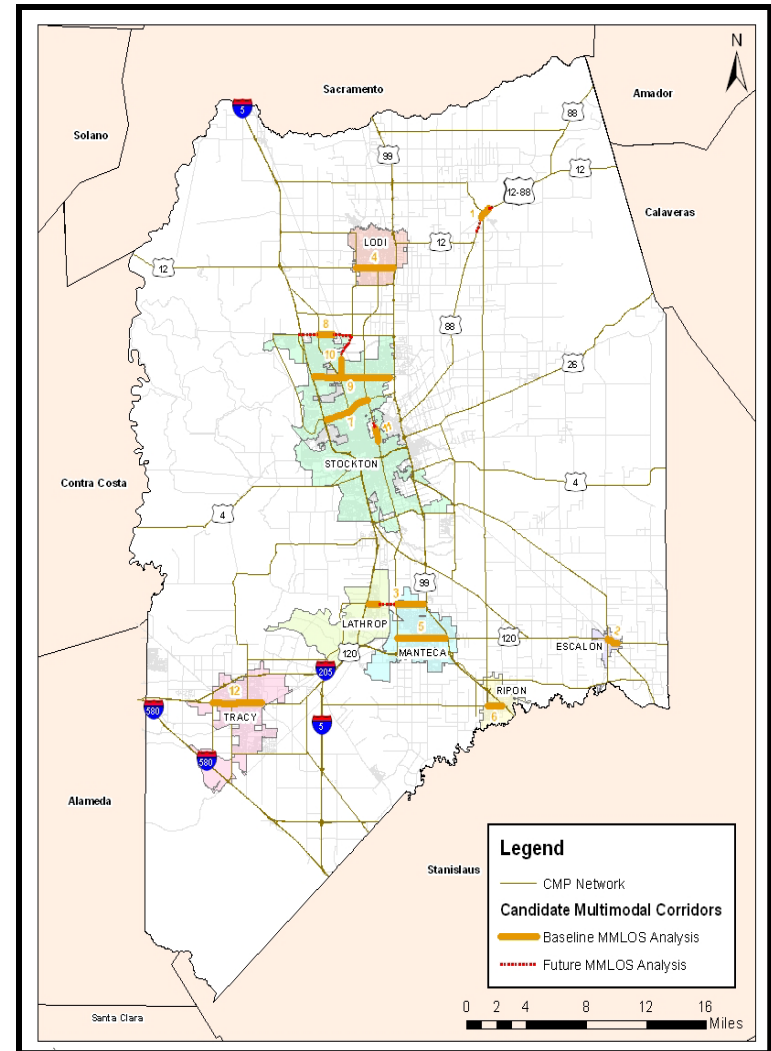 N
Sacramento
Amador
Solano
5
88
99
12
12-88
Calaveras
1
LODI
12
4
12
88
8
10
26
9
7
11
STOCKTON
Contra Costa
4
4
99
3
LATHROP
5
120
2
ESCALON
MANTECA
120
205
RIPON
12
580
TRACY
5
6
580
Alameda
Stanislaus
Legend
CMP Network
Candidate Multimodal Corridors
Baseline MMLOS Analysis
Future MMLOS Analysis
Santa Clara
0 2 4 8 12 16
Miles